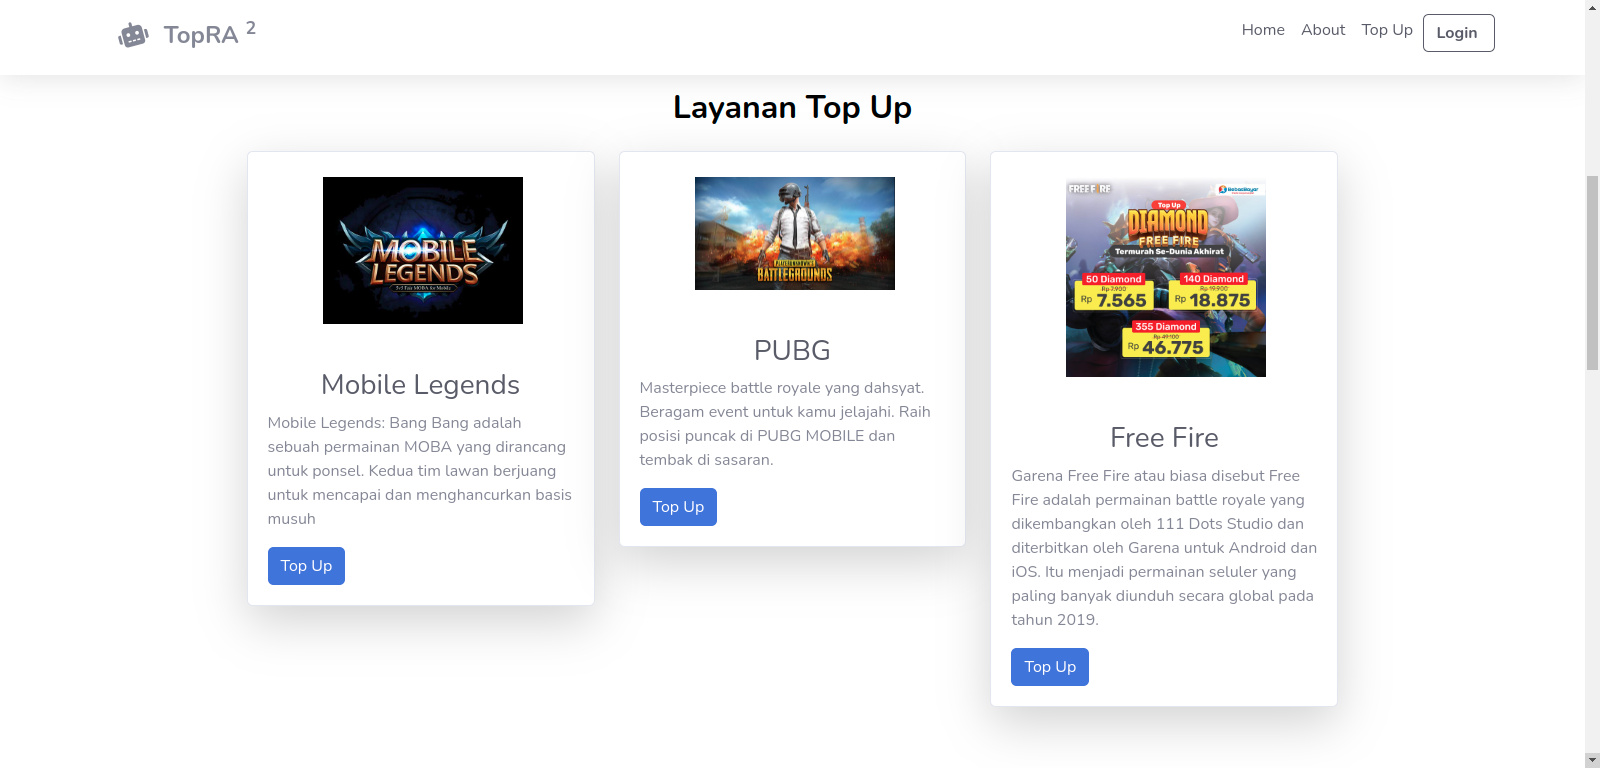 TopRA 2
Home
About
Top Up
Login
Layanan Top Up
MOBILE
LEGENDS
5v5 Fair MOBA for Mobile
Mobile Legends
Mobile Legends: Bang Bang adalah
sebuah permainan MOBA yang dirancang
untuk ponsel. Kedua tim lawan berjuang
untuk mencapai dan menghancurkan basis
musuh
Top Up
PLAYERUNKNOWN'S
BATTLEGROUNDS
PUBG
Masterpiece battle royale yang dahsyat.
Beragam event untuk kamu jelajahi. Raih
posisi puncak di PUBG MOBILE dan
tembak di sasaran.
Top Up
FREE FIRE
BebasBayar
Top Up
DIAMOND
FREE FIRE
Termurah Se-Dunia Akhirat
50 Diamond
Rp 7.900
Rp 7.565
140 Diamond
Rp 19.900
Rp 18.875
355 Diamond
Rp 49.100
Rp 46.775
Free Fire
Garena Free Fire atau biasa disebut Free
Fire adalah permainan battle royale yang
dikembangkan oleh 111 Dots Studio dan
diterbitkan oleh Garena untuk Android dan
iOS. Itu menjadi permainan seluler yang
paling banyak diunduh secara global pada
tahun 2019.
Top Up